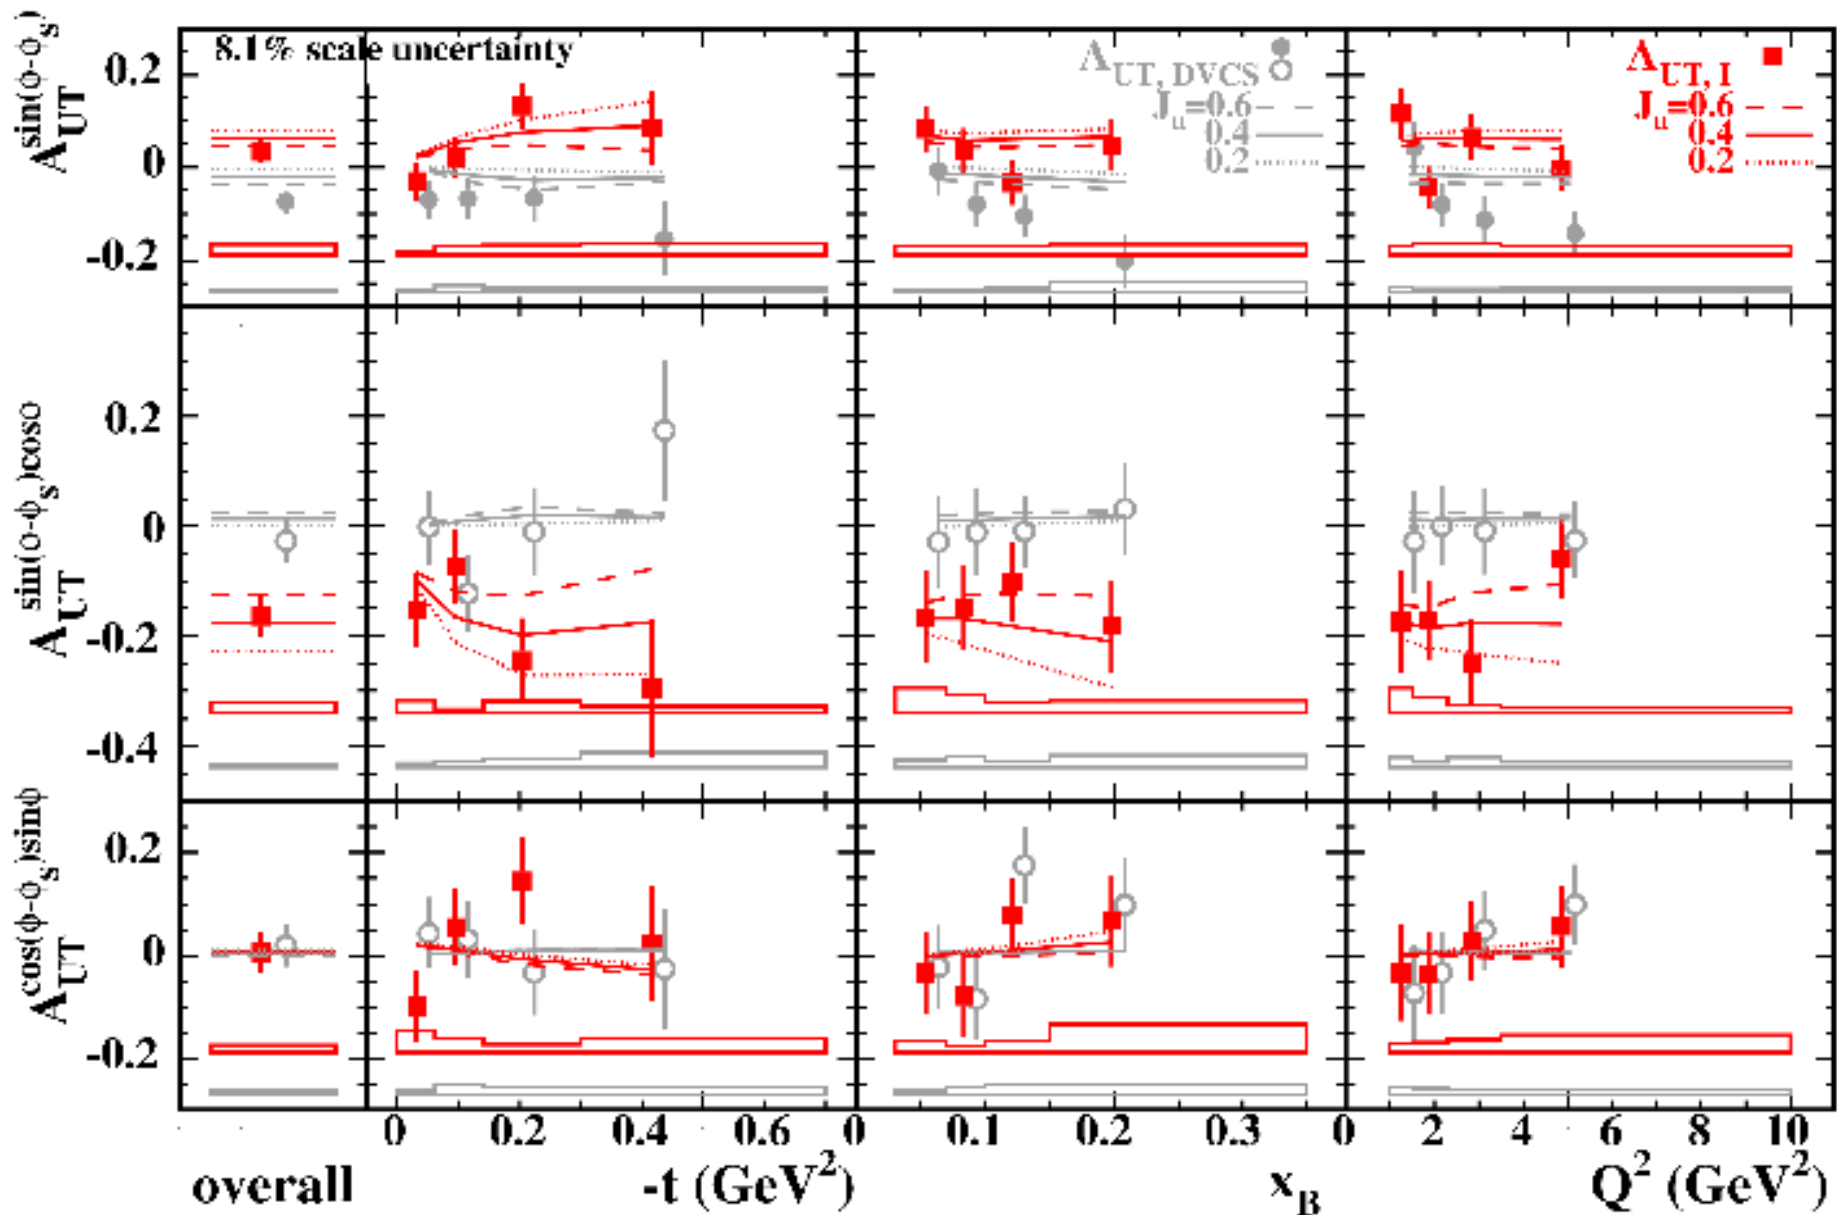 8.1% scale uncertainty
A_UT^sin(ϕ-ϕ_s)
0.2
0
-0.2
A_UT, DVCS
J_u=0.6
0.4
0.2
A_UT, I
J_u=0.6
0.4
0.2
A_UT^sin(ϕ-ϕ_s)cosϕ
0.2
0
-0.2
-0.4
A_UT^cos(ϕ-ϕ_s)sinϕ
0.2
0
-0.2
0 0.2 0.4 0.6 0 0.1 0.2 0.3 0 2 4 6 8 10
overall -t (GeV²) x_B Q² (GeV²)